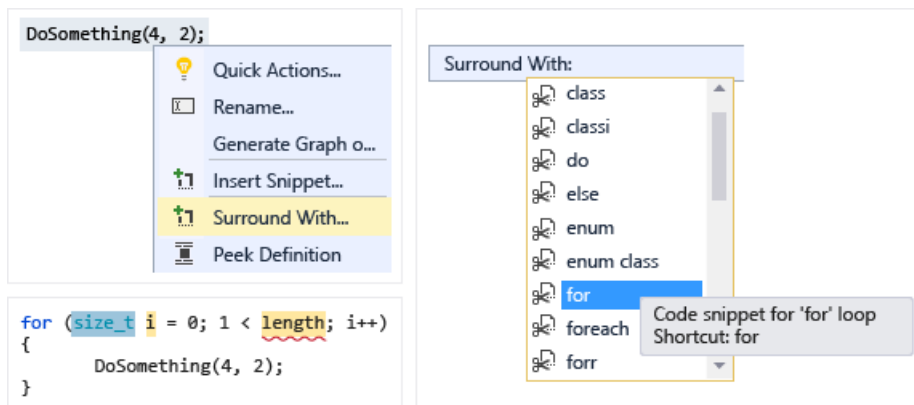 DoSomething(4, 2);
Quick Actions...
Rename...
Generate Graph o...
Insert Snippet...
Surround With...
Peek Definition
for (size_t i = 0; 1 < length; i++)
{
DoSomething(4, 2);
}
Surround With:
class
classi
do
else
enum
enum class
for
foreach
forr
Code snippet for 'for' loop
Shortcut: for